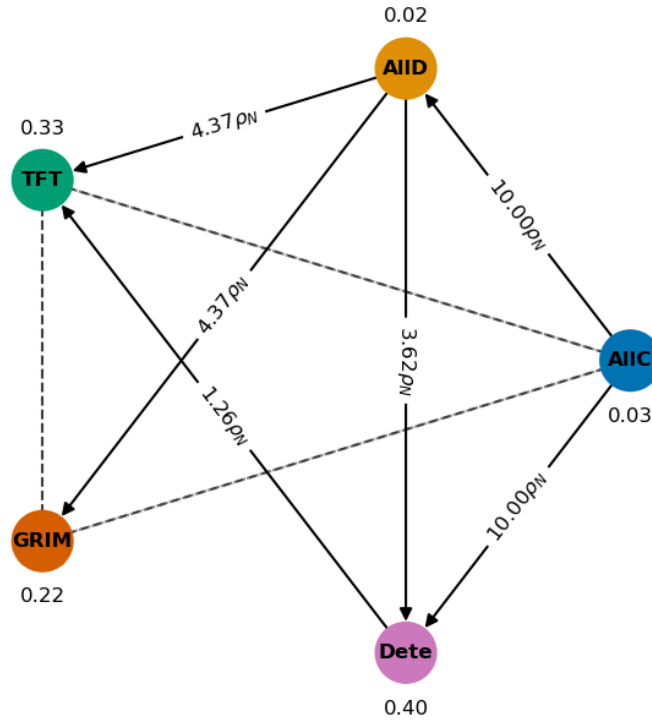 0.02
AllD
4.37ρN
0.33
TFT
10.00ρN
4.37ρN
3.62ρN
AllC
0.03
1.26ρN
10.00ρN
GRIM
0.22
Dete
0.40